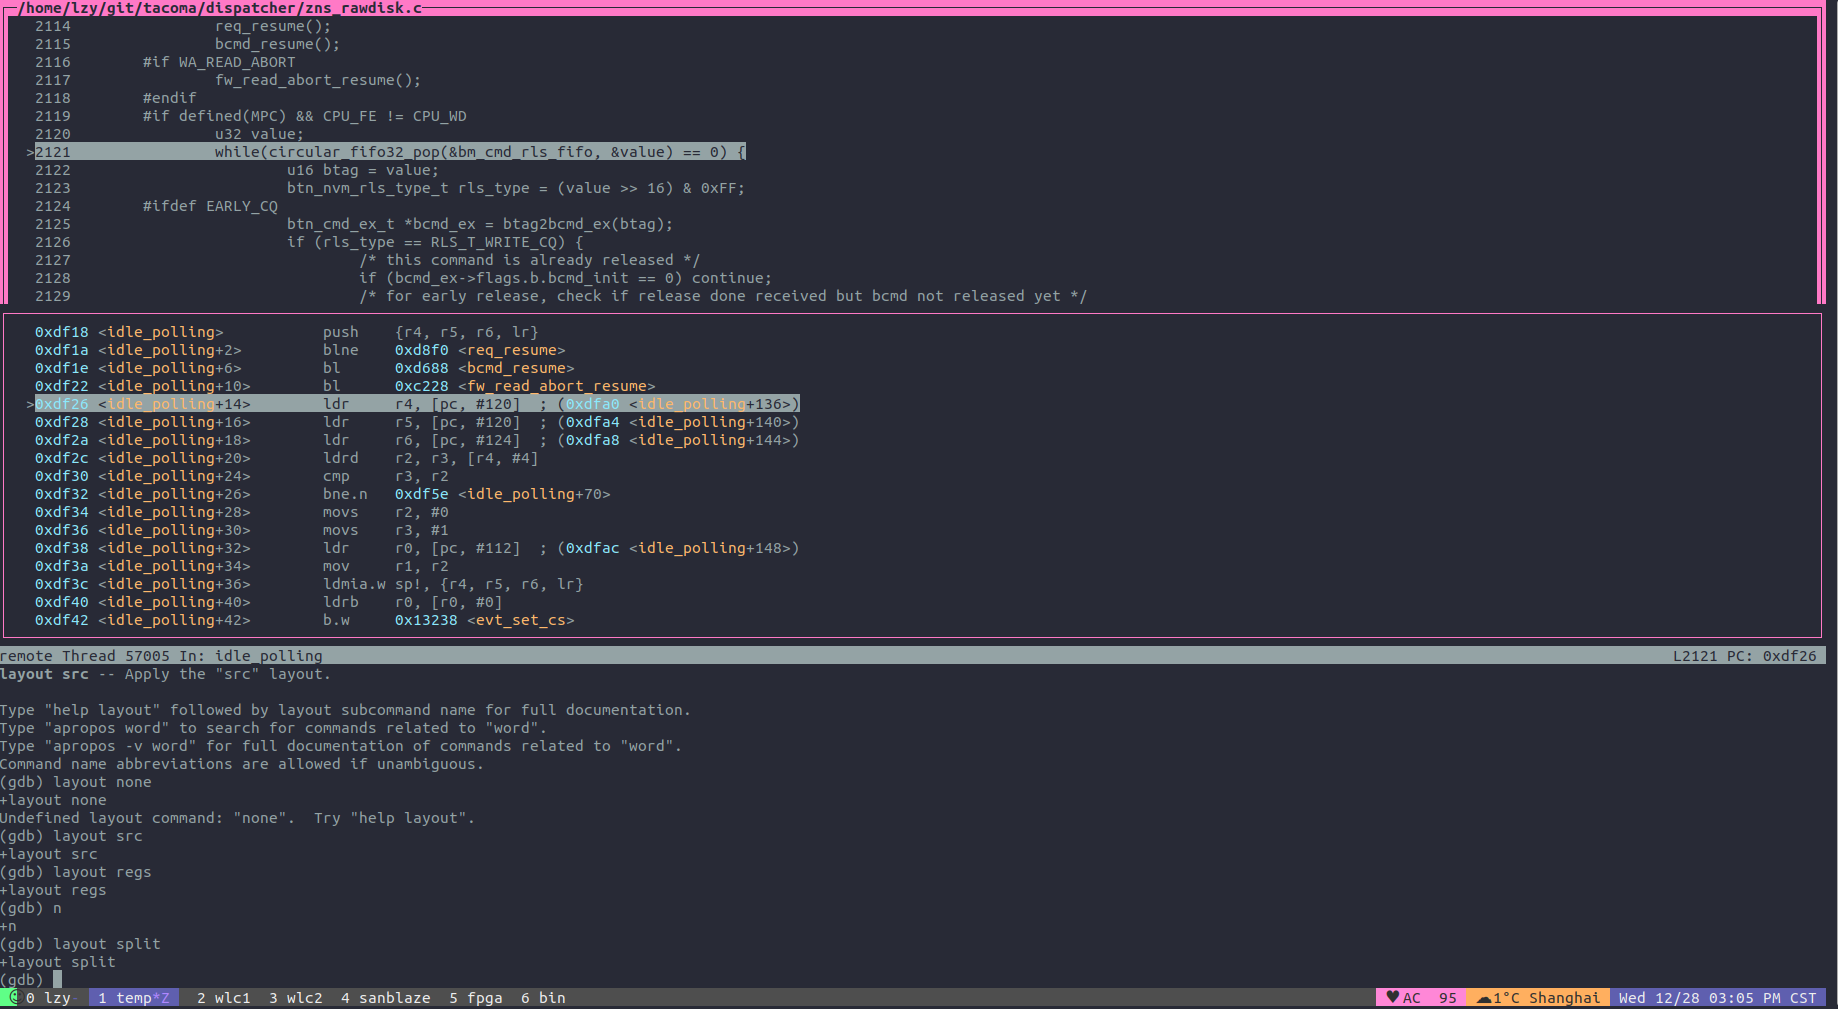 /home/lzy/git/tacoma/dispatcher/zns_rawdisk.c
2114                req_resume();
2115                bcmd_resume();
2116        #if WA_READ_ABORT
2117                fw_read_abort_resume();
2118        #endif
2119        #if defined(MPC) && CPU_FE != CPU_WD
2120                u32 value;
>2121                while(circular_fifo32_pop(&bm_cmd_rls_fifo, &value) == 0) {
2122                        u16 btag = value;
2123                        btn_nvm_rls_type_t rls_type = (value >> 16) & 0xFF;
2124        #ifdef EARLY_CQ
2125                        btn_cmd_ex_t *bcmd_ex = btag2bcmd_ex(btag);
2126                        if (rls_type == RLS_T_WRITE_CQ) {
2127                                /* this command is already released */
2128                                if (bcmd_ex->flags.b.bcmd_init == 0) continue;
2129                                /* for early release, check if release done received but bcmd not released yet */
0xdf18 <idle_polling>           push    {r4, r5, r6, lr}
0xdf1a <idle_polling+2>         blne    0xd8f0 <req_resume>
0xdf1e <idle_polling+6>         bl      0xd688 <bcmd_resume>
0xdf22 <idle_polling+10>        bl      0xc228 <fw_read_abort_resume>
>0xdf26 <idle_polling+14>        ldr     r4, [pc, #120]  ; (0xdfa0 <idle_polling+136>)
0xdf28 <idle_polling+16>        ldr     r5, [pc, #120]  ; (0xdfa4 <idle_polling+140>)
0xdf2a <idle_polling+18>        ldr     r6, [pc, #124]  ; (0xdfa8 <idle_polling+144>)
0xdf2c <idle_polling+20>        ldrd    r2, r3, [r4, #4]
0xdf30 <idle_polling+24>        cmp     r3, r2
0xdf32 <idle_polling+26>        bne.n   0xdf5e <idle_polling+70>
0xdf34 <idle_polling+28>        movs    r2, #0
0xdf36 <idle_polling+30>        movs    r3, #1
0xdf38 <idle_polling+32>        ldr     r0, [pc, #112]  ; (0xdfac <idle_polling+148>)
0xdf3a <idle_polling+34>        mov     r1, r2
0xdf3c <idle_polling+36>        ldmia.w sp!, {r4, r5, r6, lr}
0xdf40 <idle_polling+40>        ldrb    r0, [r0, #0]
0xdf42 <idle_polling+42>        b.w     0x13238 <evt_set_cs>
remote Thread 57005 In: idle_polling L2121 PC: 0xdf26
layout src -- Apply the "src" layout.
Type "help layout" followed by layout subcommand name for full documentation.
Type "apropos word" to search for commands related to "word".
Type "apropos -v word" for full documentation of commands related to "word".
Command name abbreviations are allowed if unambiguous.
(gdb) layout none
+layout none
Undefined layout command: "none".  Try "help layout".
(gdb) layout src
+layout src
(gdb) layout regs
+layout regs
(gdb) n
+n
(gdb) layout split
+layout split
(gdb)
0 lzy- 1 temp*Z 2 wlc1 3 wlc2 4 sanblaze 5 fpga 6 bin ♥AC 95 ☁1°C Shanghai Wed 12/28 03:05 PM CST